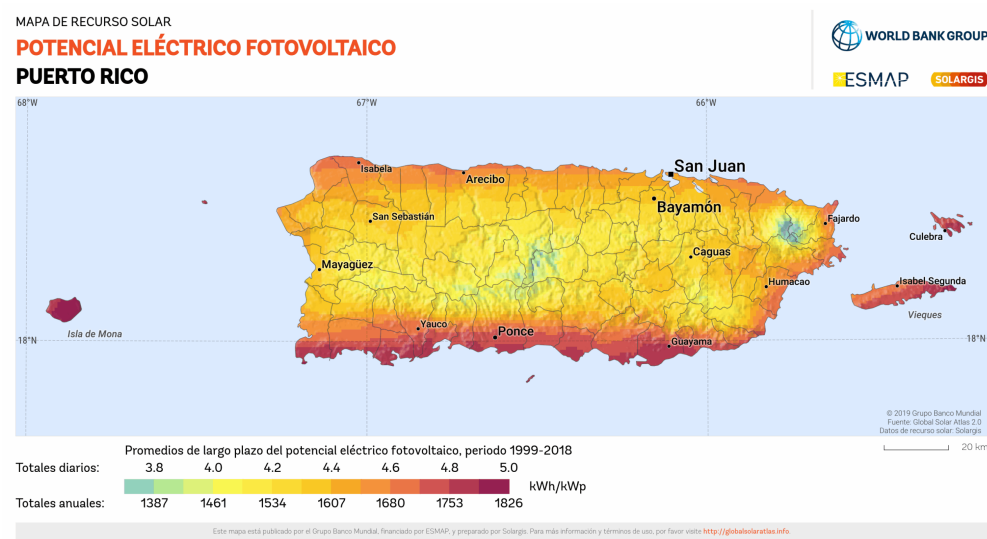 MAPA DE RECURSO SOLAR
POTENCIAL ELÉCTRICO FOTOVOLTAICO
PUERTO RICO
WORLD BANK GROUP
ESMAP
SOLARGIS
68°W
67°W
66°W
Isabela
Arecibo
San Juan
Bayamón
San Sebastián
Fajardo
Culebra
Caguas
Mayagüez
Humacao
Isabel Segunda
Vieques
Isla de Mona
Yauco
Ponce
Guayama
18°N
18°N
© 2019 Grupo Banco Mundial
Fuente: Global Solar Atlas 2.0
Datos de recurso solar: Solargis
20 km
Promedios de largo plazo del potencial eléctrico fotovoltaico, periodo 1999-2018
Totales diarios: 3.8 4.0 4.2 4.4 4.6 4.8 5.0
kWh/kWp
Totales anuales: 1387 1461 1534 1607 1680 1753 1826
Este mapa está publicado por el Grupo Banco Mundial, financiado por ESMAP, y preparado por Solargis. Para más información y términos de uso, por favor visite http://globalsolaratlas.info.